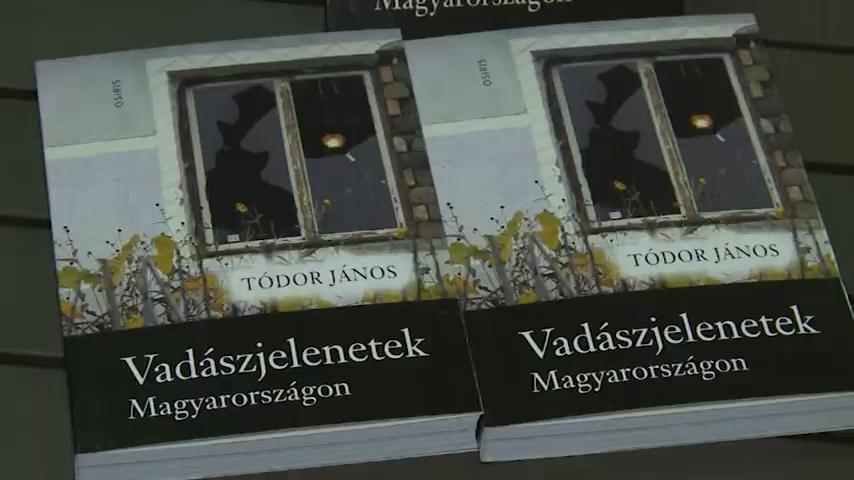 Magyarországon
OSIRIS
TÓDOR JÁNOS
Vadászjelenetek
Magyarországon
OSIRIS
TÓDOR JÁNOS
Vadászjelenetek
Magyarországon